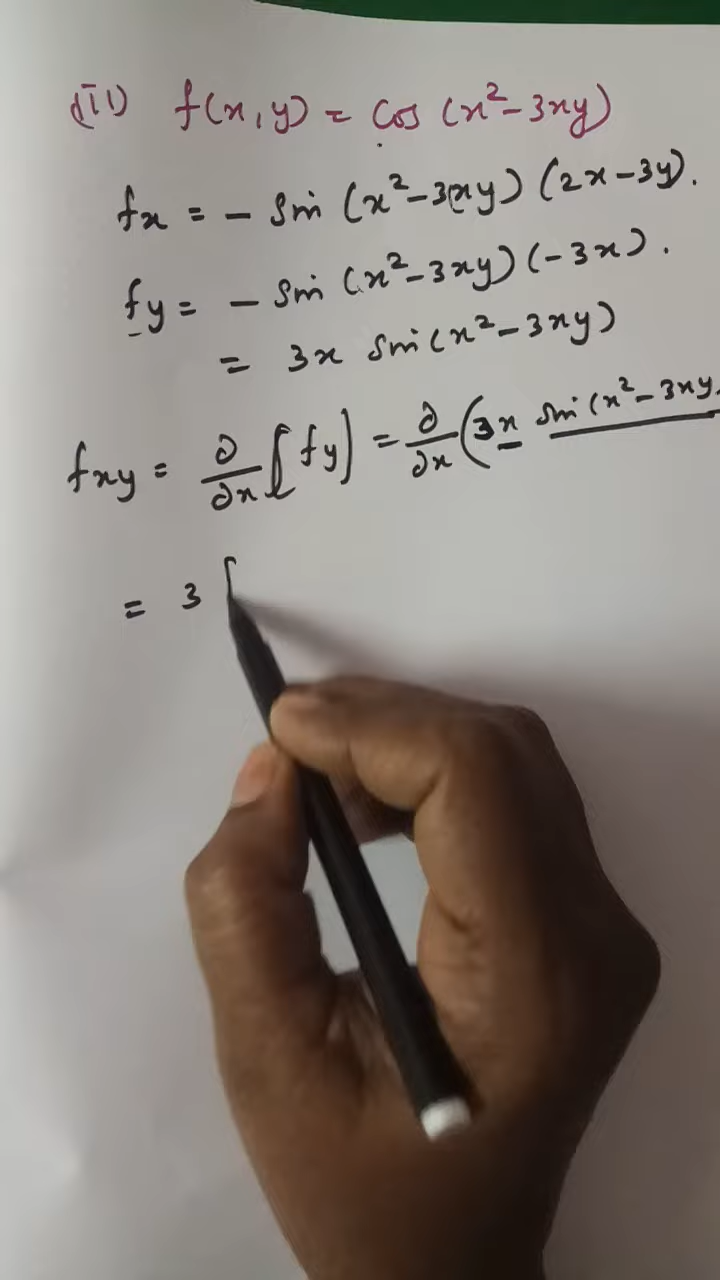 (iii) f(x,y) = cos (x²-3xy)
fx = - sin (x²-3xy) (2x-3y).
fy = - sin (x²-3xy) (-3x).
= 3x sin(x²-3xy)
fxy = ∂/∂x [fy] = ∂/∂x (3x sin(x²-3xy
= 3 [